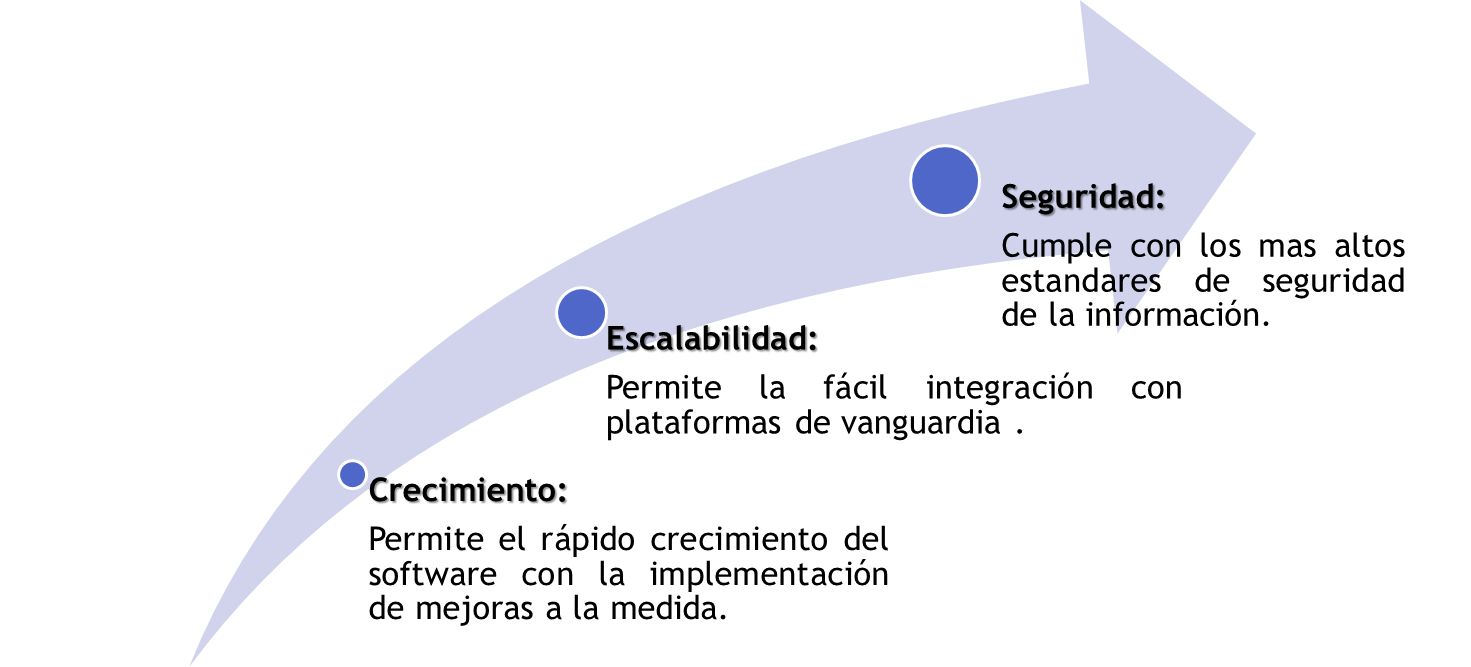 Seguridad:
Cumple con los mas altos
estandares de seguridad
de la información.
Escalabilidad:
Permite la fácil integración con
plataformas de vanguardia .
Crecimiento:
Permite el rápido crecimiento del
software con la implementación
de mejoras a la medida.